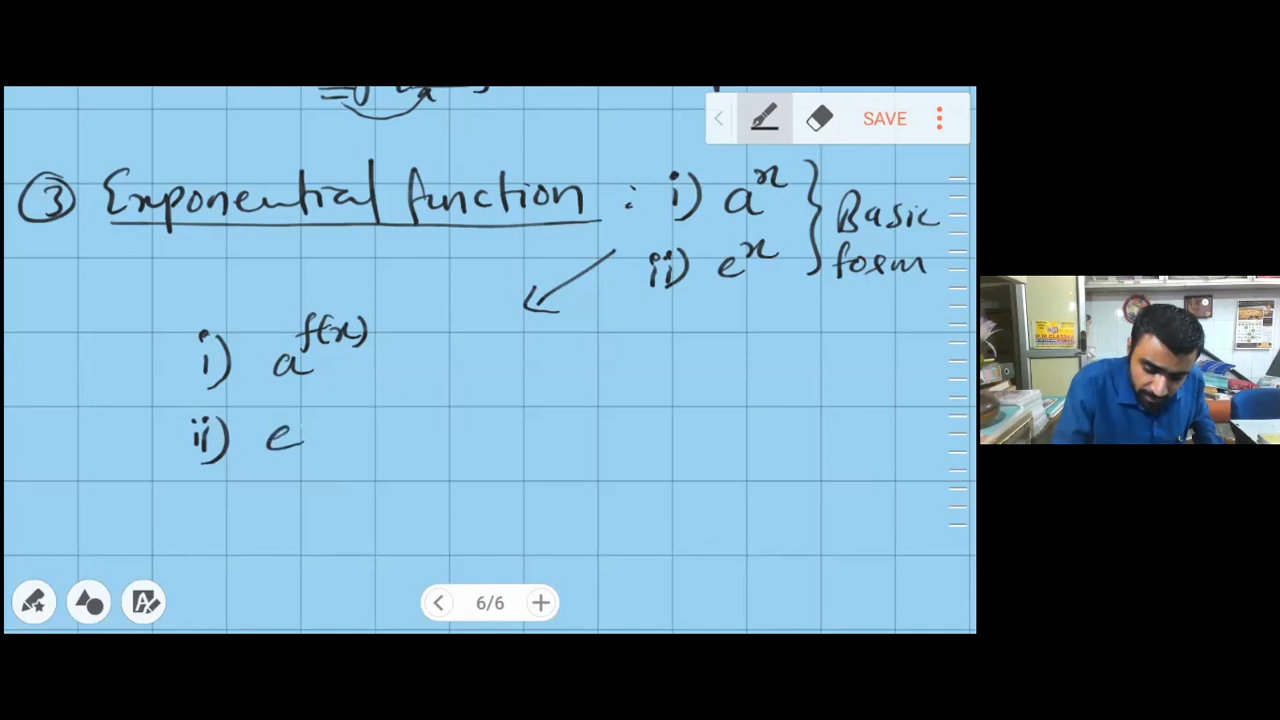 SAVE
③ Exponential function : i) a^x } Basic
ii) e^x form
i) a^f(x)
ii) e
6/6